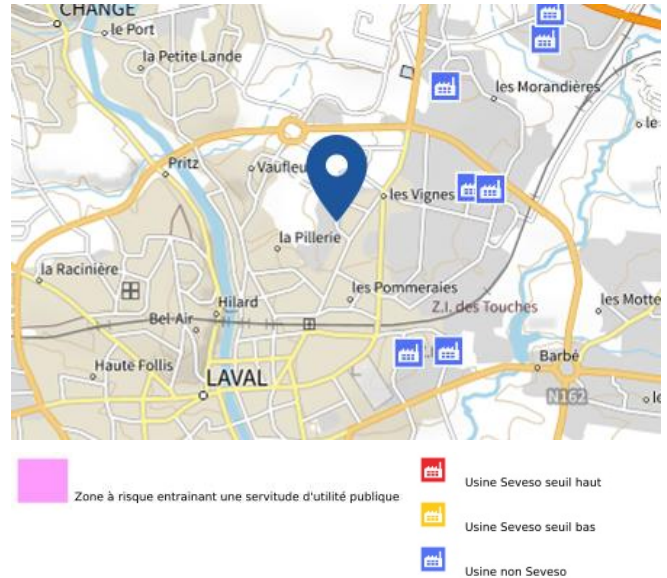 CHANGE
le Port
la Petite Lande
les Morandières
Pritz
les Vignes
la Pillerie
la Racinière
les Pommeraies
Z.I. des Touches
les Motte
Hilard
Bel-Air
Haute Follis
LAVAL
Barbé
N162
Zone à risque entrainant une servitude d'utilité publique
Usine Seveso seuil haut
Usine Seveso seuil bas
Usine non Seveso